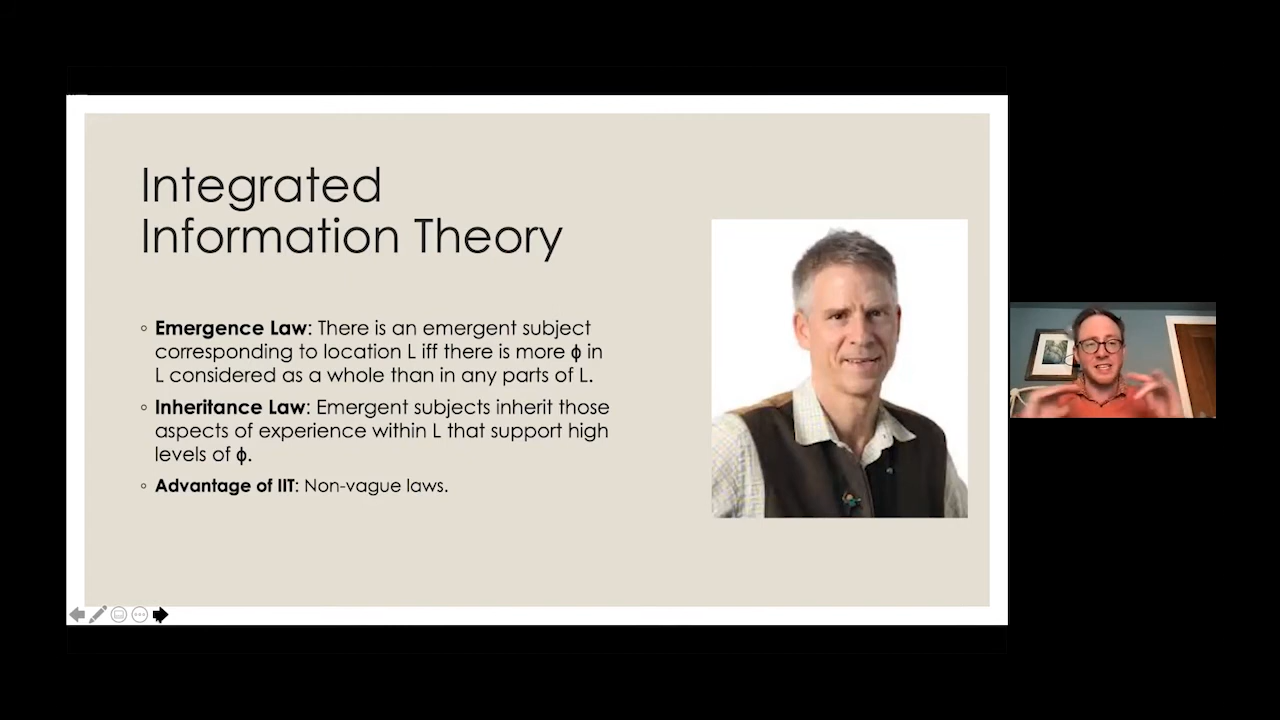 Integrated
Information Theory
◦ Emergence Law: There is an emergent subject
corresponding to location L iff there is more ϕ in
L considered as a whole than in any parts of L.
◦ Inheritance Law: Emergent subjects inherit those
aspects of experience within L that support high
levels of ϕ.
◦ Advantage of IIT: Non-vague laws.